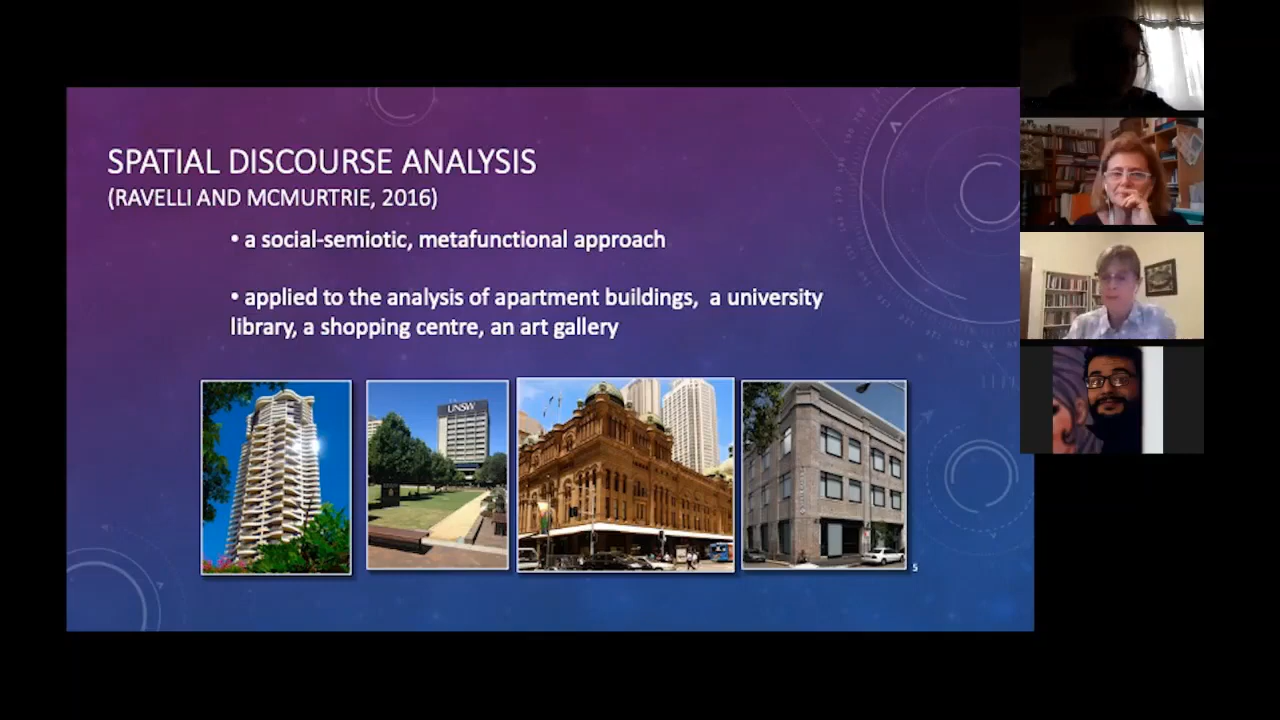 SPATIAL DISCOURSE ANALYSIS
(RAVELLI AND MCMURTRIE, 2016)
• a social-semiotic, metafunctional approach
• applied to the analysis of apartment buildings,  a university
library, a shopping centre, an art gallery
UNSW
5